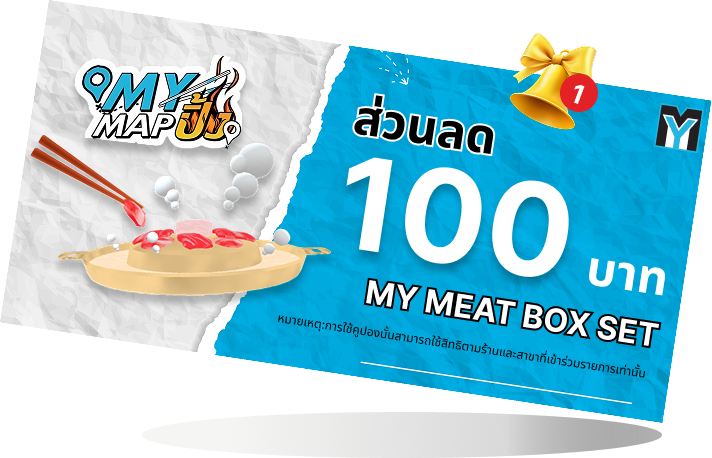 MY
MAP ปิ้ง
1
MY
ส่วนลด
100
บาท
MY MEAT BOX SET
หมายเหตุ:การใช้คูปองนั้นสามารถใช้สิทธิตามร้านและสาขาที่เข้าร่วมรายการเท่านั้น